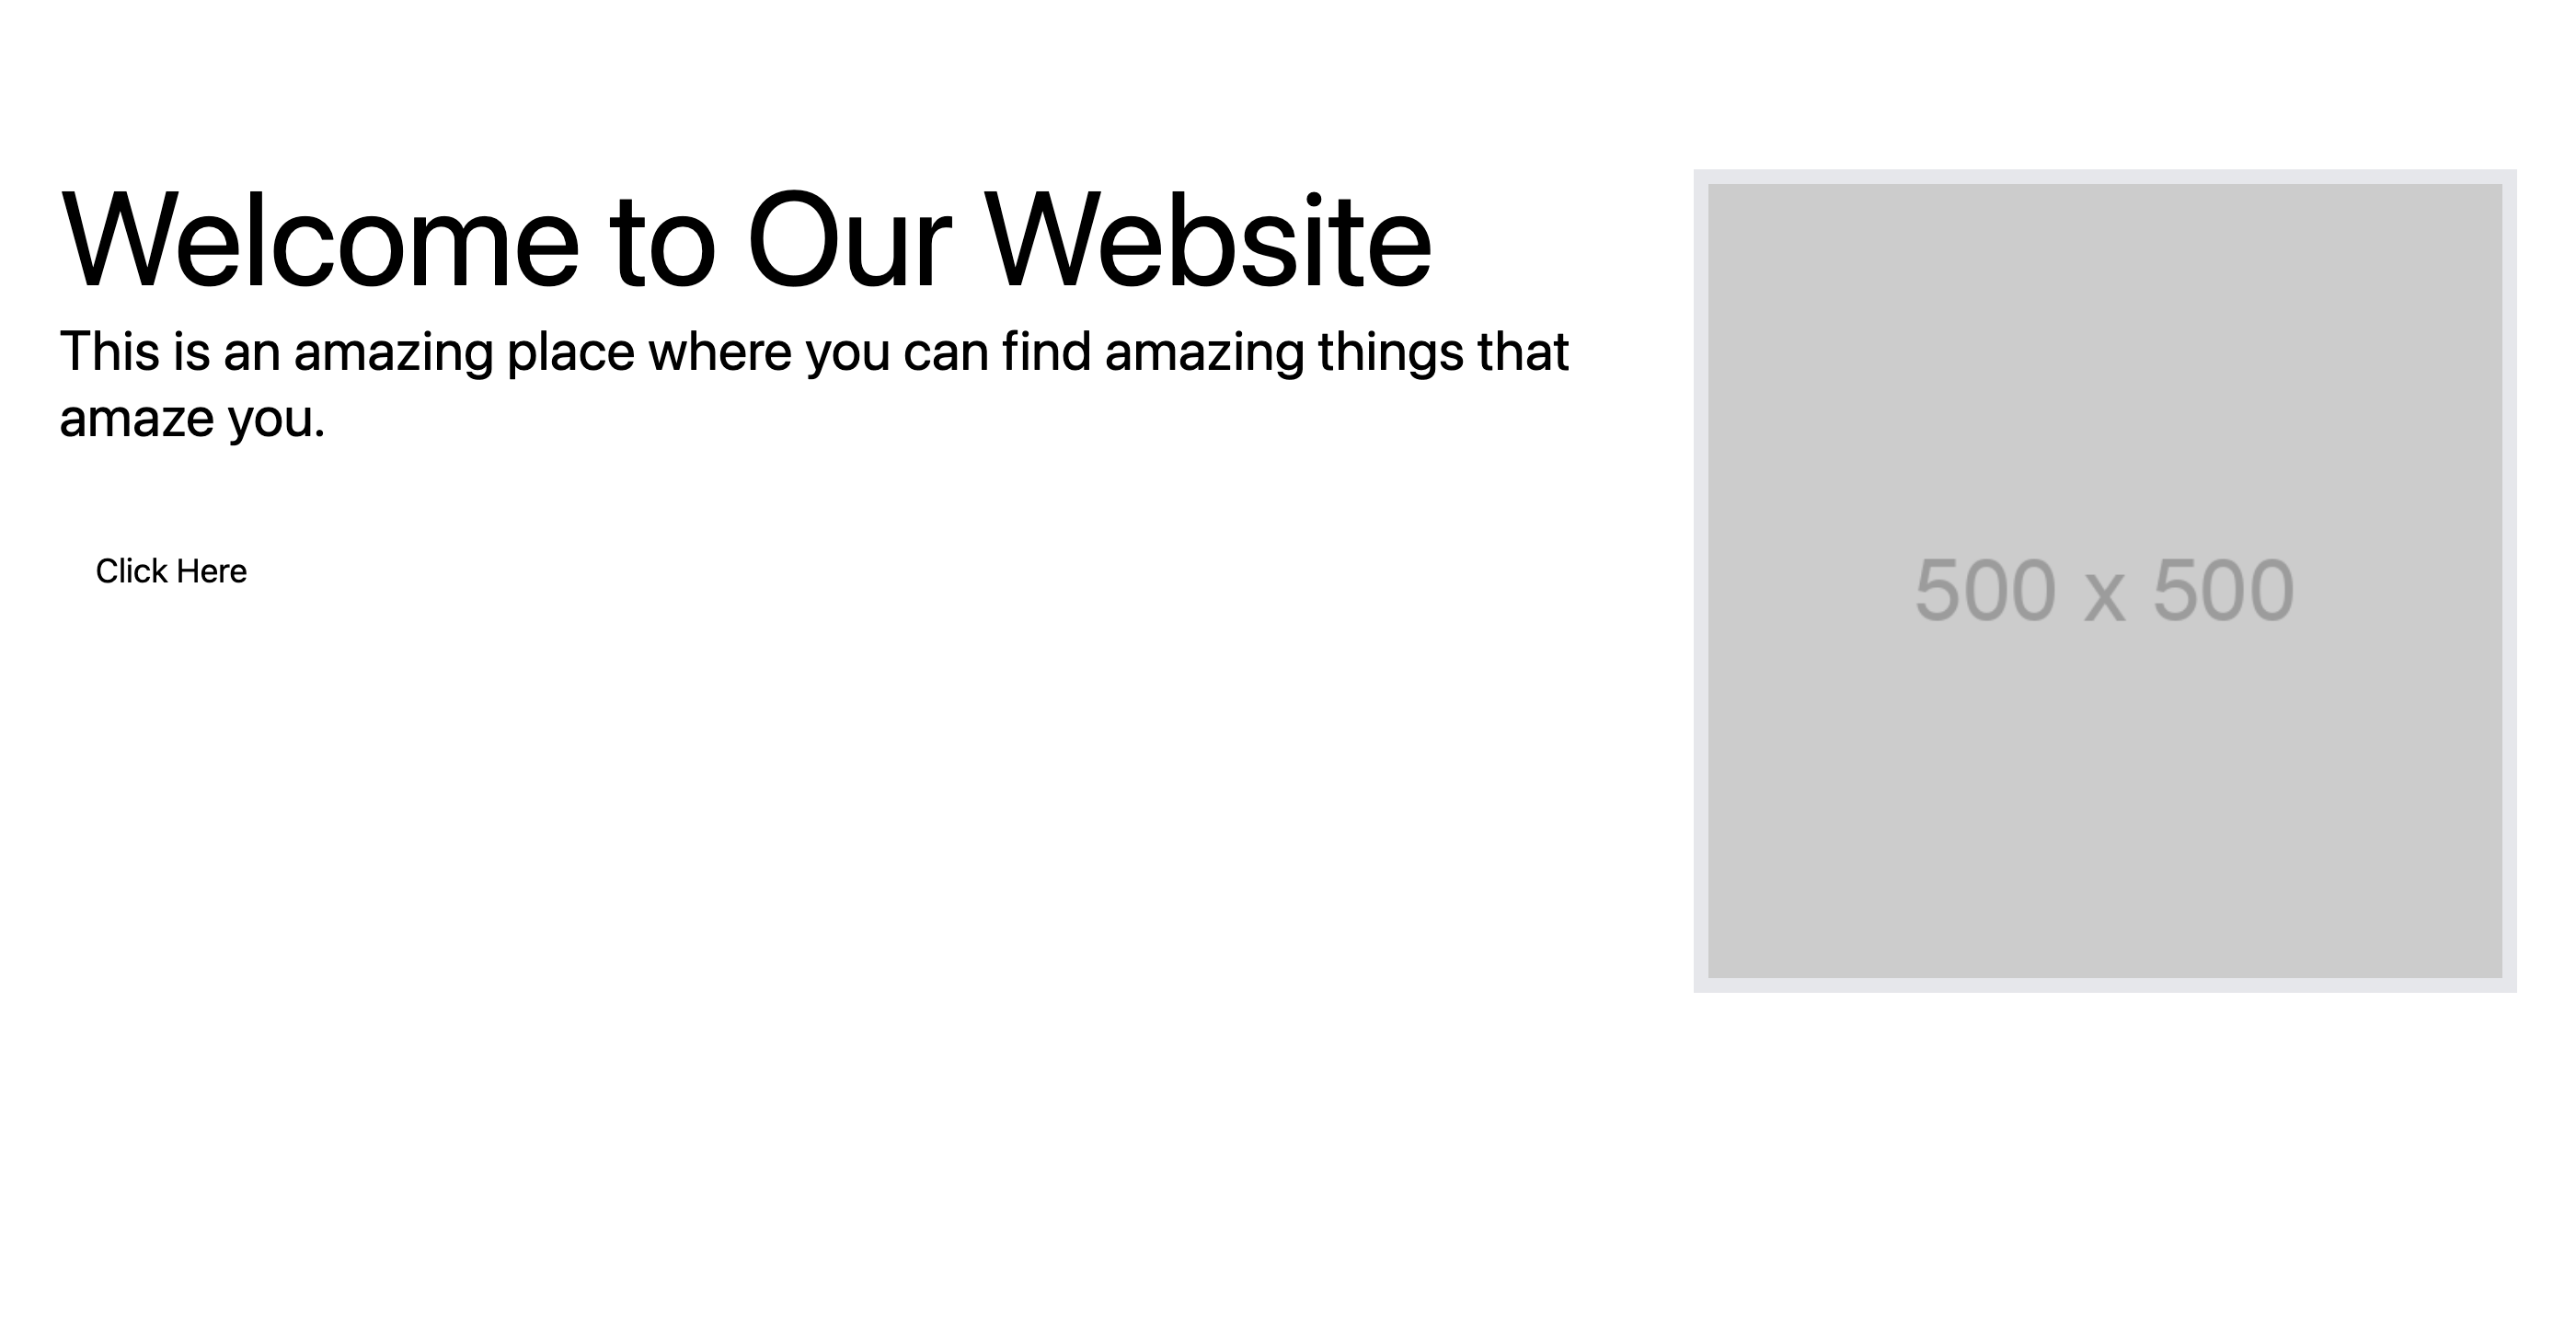 Welcome to Our Website
This is an amazing place where you can find amazing things that
amaze you.
Click Here
500 x 500